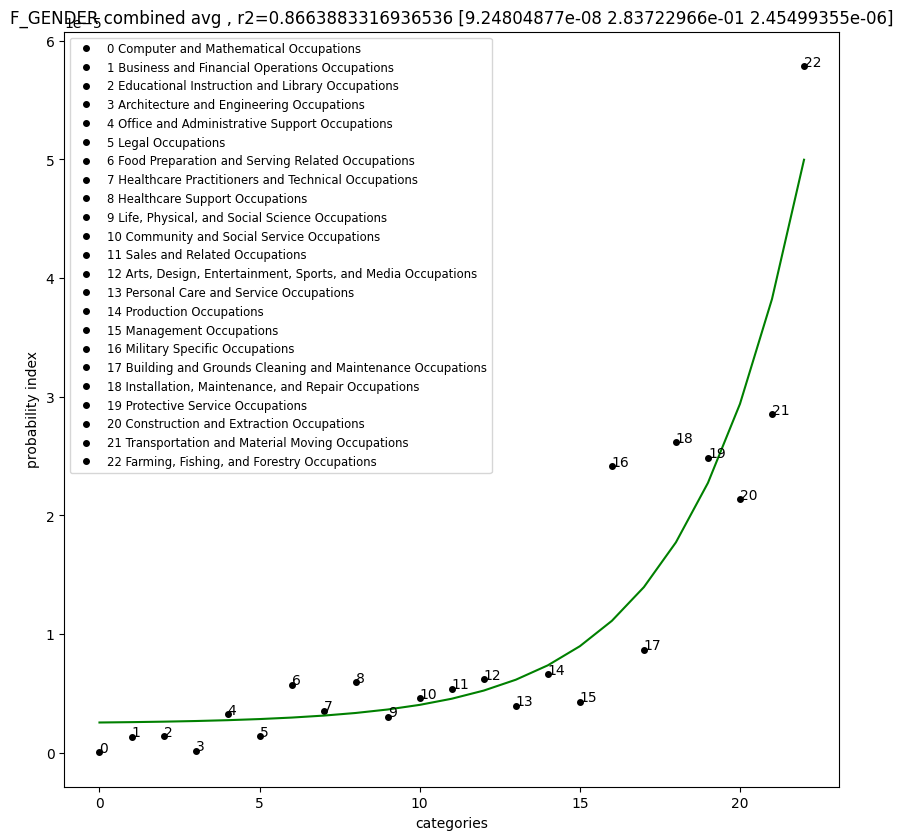 F_GENDER combined avg , r2=0.8663883316936536 [9.24804877e-08 2.83722966e-01 2.45499355e-06]
1e-5
6
5
4
3
2
1
0
probability index
0 Computer and Mathematical Occupations
1 Business and Financial Operations Occupations
2 Educational Instruction and Library Occupations
3 Architecture and Engineering Occupations
4 Office and Administrative Support Occupations
5 Legal Occupations
6 Food Preparation and Serving Related Occupations
7 Healthcare Practitioners and Technical Occupations
8 Healthcare Support Occupations
9 Life, Physical, and Social Science Occupations
10 Community and Social Service Occupations
11 Sales and Related Occupations
12 Arts, Design, Entertainment, Sports, and Media Occupations
13 Personal Care and Service Occupations
14 Production Occupations
15 Management Occupations
16 Military Specific Occupations
17 Building and Grounds Cleaning and Maintenance Occupations
18 Installation, Maintenance, and Repair Occupations
19 Protective Service Occupations
20 Construction and Extraction Occupations
21 Transportation and Material Moving Occupations
22 Farming, Fishing, and Forestry Occupations
0
1
2
3
4
5
6
7
8
9
10
11
12
13
14
15
16
17
18
19
20
21
22
0
5
10
15
20
categories